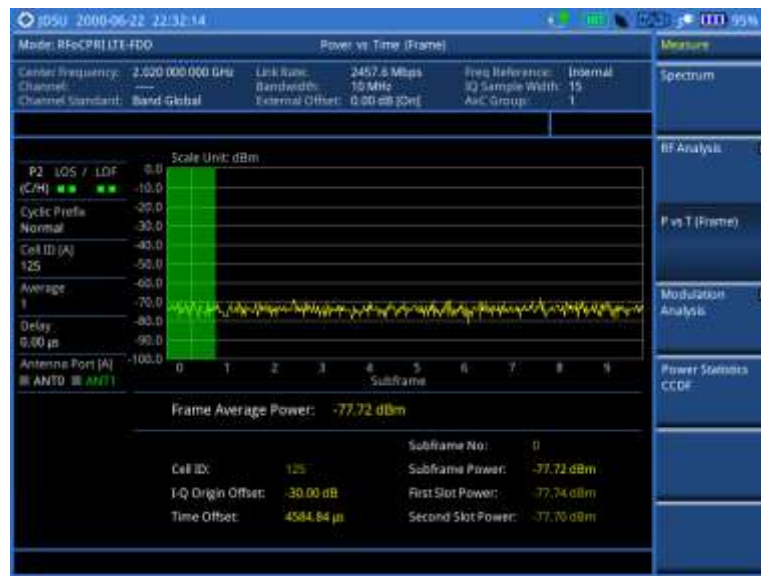 JDSU 2000-06-22 22:32:14
95%
Mode: RFoCPRI LTE-FDD Power vs Time (Frame)
Measure
Center Frequency: 2.020 000 000 GHz Link Rate: 2457.6 Mbps Freq Reference: Internal
Channel: ---- Bandwidth: 10 MHz IQ Sample Width: 15
Channel Standard: Band Global External Offset: 0.00 dB [On] AxC Group: 1
Spectrum
RF Analysis
P vs T (Frame)
Modulation
Analysis
Power Statistics
CCDF
Scale Unit: dBm
P2 LOS / LOF
(C/H)
Cyclic Prefix
Normal
Cell ID [A]
125
Average
1
Delay
0.00 µs
Antenna Port [A]
ANT0 ANT1
0.0
-10.0
-20.0
-30.0
-40.0
-50.0
-60.0
-70.0
-80.0
-90.0
-100.0
0 1 2 3 4 5 6 7 8 9
Subframe
Frame Average Power: -77.72 dBm
Subframe No: 0
Cell ID: 125 Subframe Power: -77.72 dBm
I-Q Origin Offset: -30.00 dB First Slot Power: -77.74 dBm
Time Offset: 4584.84 µs Second Slot Power: -77.70 dBm